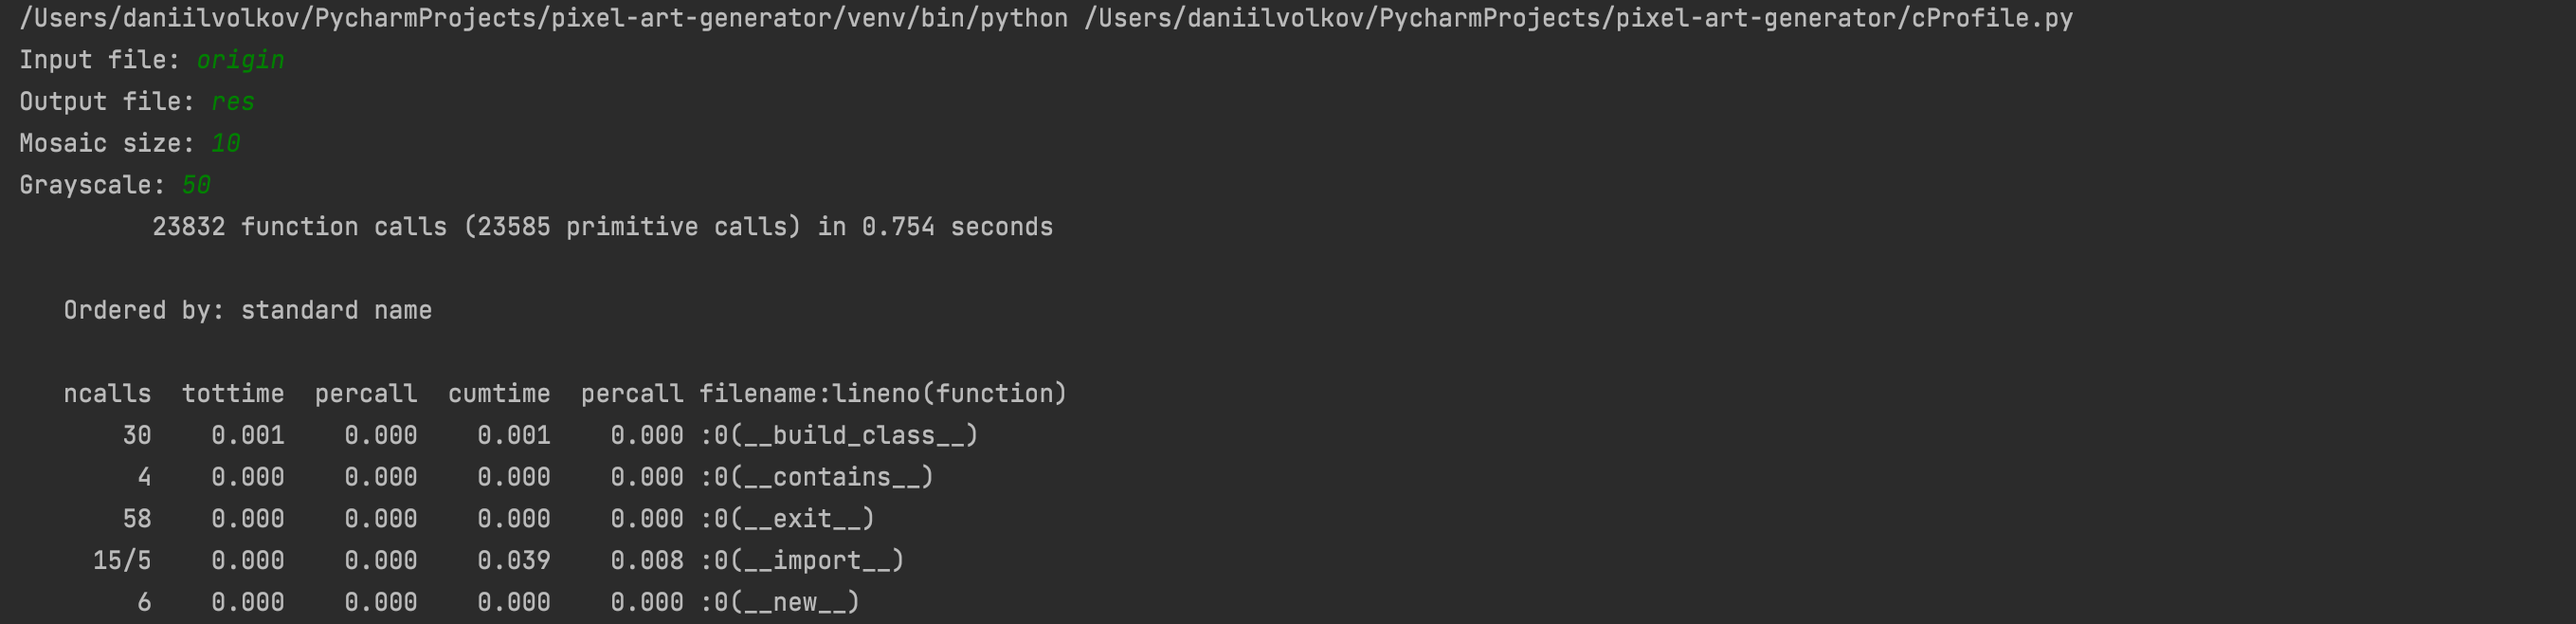 /Users/daniilvolkov/PycharmProjects/pixel-art-generator/venv/bin/python /Users/daniilvolkov/PycharmProjects/pixel-art-generator/cProfile.py
Input file: origin
Output file: res
Mosaic size: 10
Grayscale: 50
         23832 function calls (23585 primitive calls) in 0.754 seconds
   Ordered by: standard name
   ncalls  tottime  percall  cumtime  percall filename:lineno(function)
       30    0.001    0.000    0.001    0.000 :0(__build_class__)
        4    0.000    0.000    0.000    0.000 :0(__contains__)
       58    0.000    0.000    0.000    0.000 :0(__exit__)
     15/5    0.000    0.000    0.039    0.008 :0(__import__)
        6    0.000    0.000    0.000    0.000 :0(__new__)